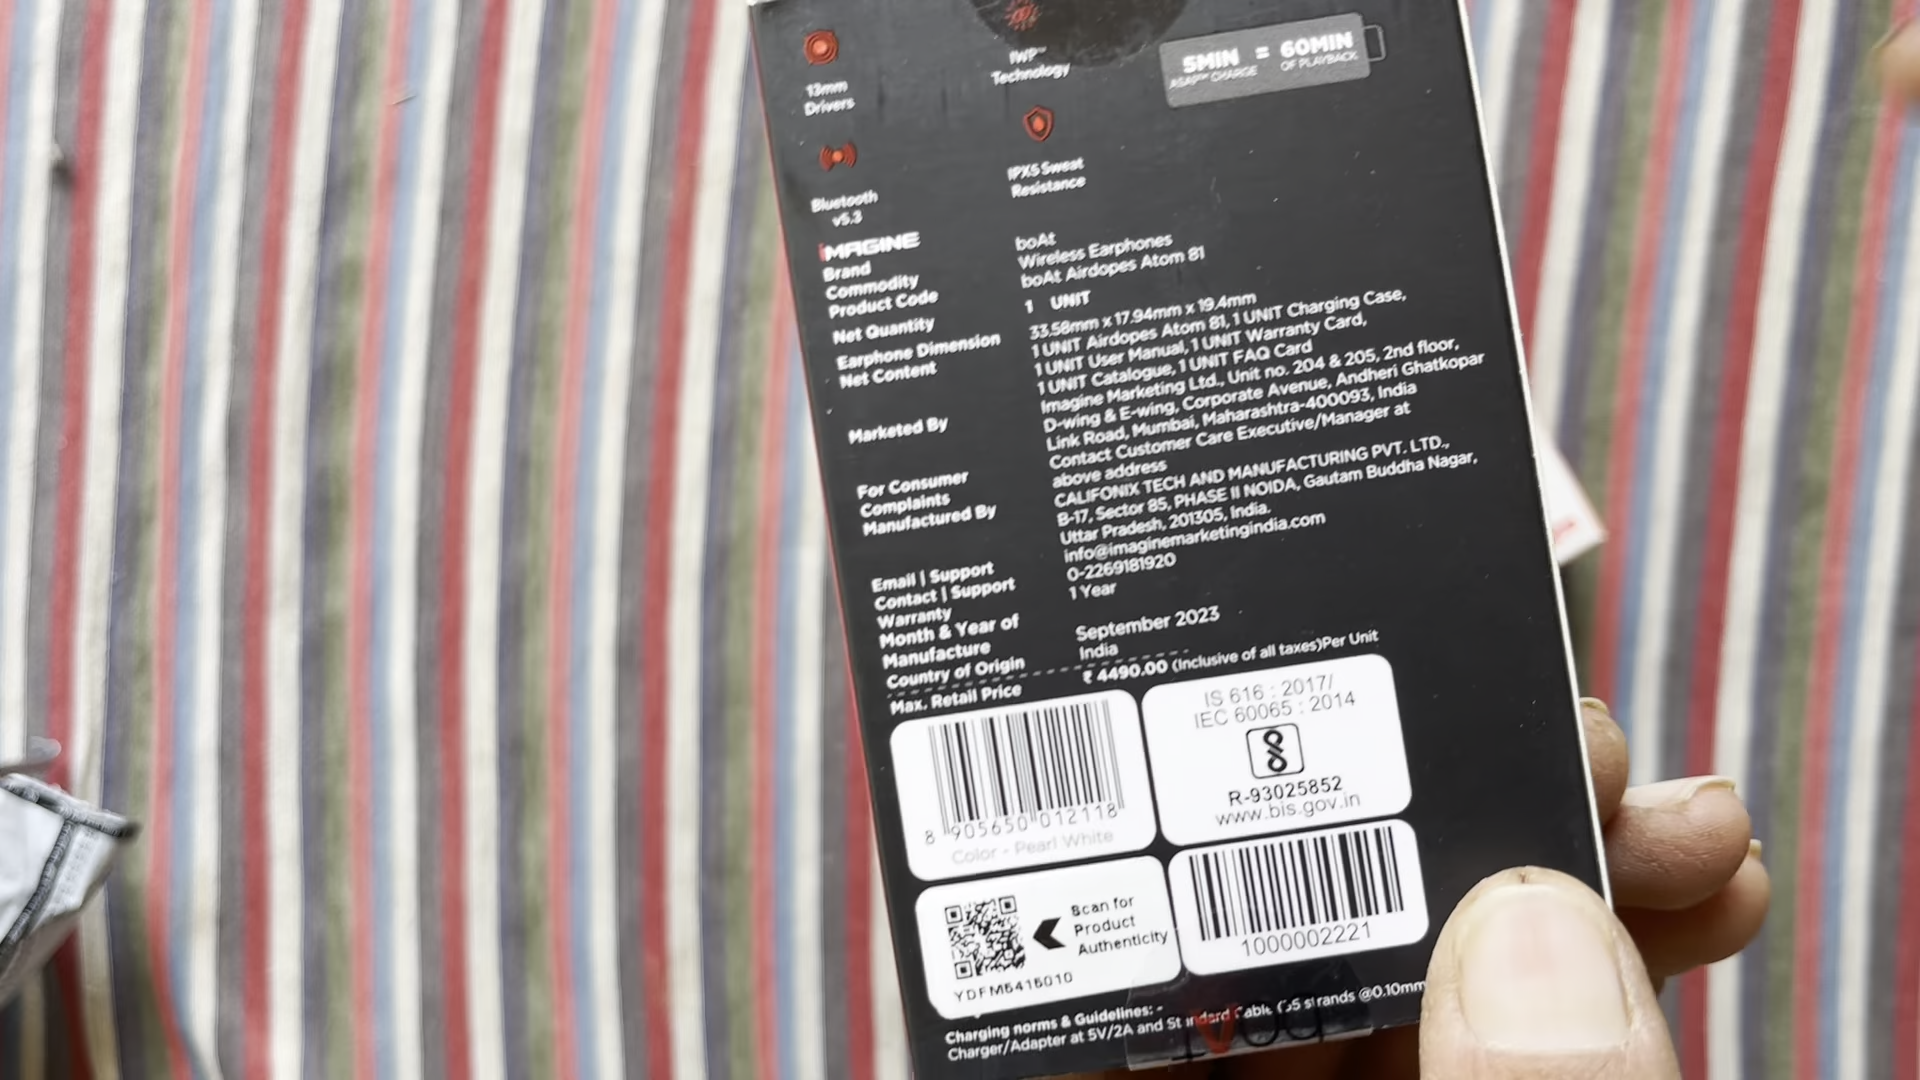 13mm
Drivers
IWP™
Technology
5MIN = 60MIN
ASAP™ CHARGE OF PLAYBACK
Bluetooth
v5.3
IPX5 Sweat
Resistance
iMAGINE
Brand boAt
Commodity Wireless Earphones
Product Code boAt Airdopes Atom 81
Net Quantity 1 UNIT
Earphone Dimension 33.58mm x 17.94mm x 19.4mm
Net Content 1 UNIT Airdopes Atom 81, 1 UNIT Charging Case,
1 UNIT User Manual, 1 UNIT Warranty Card,
1 UNIT Catalogue, 1 UNIT FAQ Card
Marketed By Imagine Marketing Ltd., Unit no. 204 & 205, 2nd floor,
D-wing & E-wing, Corporate Avenue, Andheri Ghatkopar
Link Road, Mumbai, Maharashtra-400093, India
For Consumer Contact Customer Care Executive/Manager at
Complaints above address
Manufactured By CALIFONIX TECH AND MANUFACTURING PVT. LTD.,
B-17, Sector 85, PHASE II NOIDA, Gautam Buddha Nagar,
Uttar Pradesh, 201305, India.
Email | Support info@imaginemarketingindia.com
Contact | Support 0-2269181920
Warranty 1 Year
Month & Year of
Manufacture September 2023
Country of Origin India
Max. Retail Price ₹ 4490.00 (Inclusive of all taxes)Per Unit
8 905650 012118
Color - Pearl White
IS 616 : 2017/
IEC 60065 : 2014
R-93025852
www.bis.gov.in
Scan for
Product
Authenticity
YDFM5415010
1000002221
Charging norms & Guidelines: -
Charger/Adapter at 5V/2A and Standard Cable strands @0.10mm